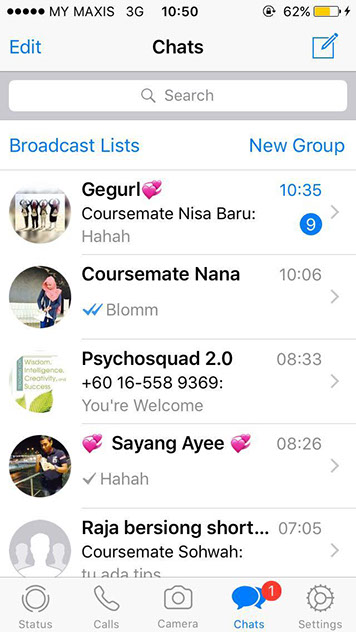 MY MAXIS 3G 10:50 62%
Edit Chats
Search
Broadcast Lists New Group
Gegurl💞 10:35
Coursemate Nisa Baru: 9
Hahah
Coursemate Nana 10:06
Blomm
Wisdom,
Intelligence,
Creativity, and
Success
Psychosquad 2.0 08:33
+60 16-558 9369:
You're Welcome
💞 Sayang Ayee 💞 08:26
Hahah
Raja bersiong short... 07:05
Coursemate Sohwah:
tu ada tips
1
Status Calls Camera Chats Settings